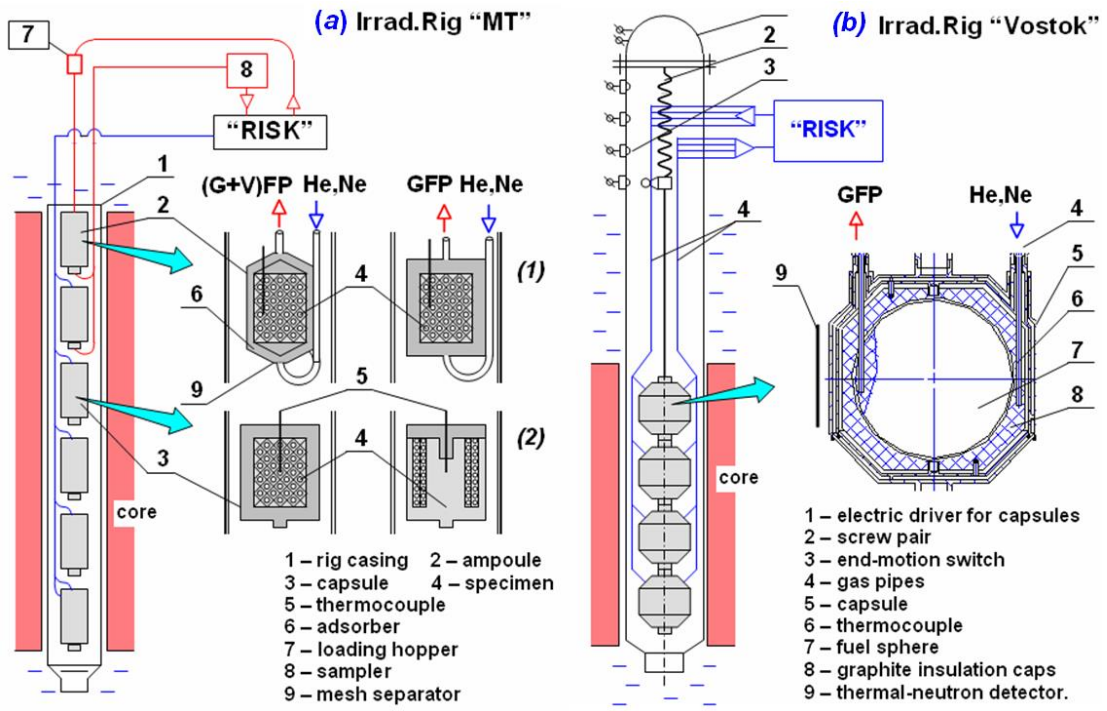 (a) Irrad.Rig “MT”
7
8
“RISK”
1
2
(G+V)FP He,Ne
GFP He,Ne
4
(1)
6
9
5
3
4
(2)
core
1 – rig casing 2 – ampoule
3 – capsule 4 – specimen
5 – thermocouple
6 – adsorber
7 – loading hopper
8 – sampler
9 – mesh separator
(b) Irrad.Rig “Vostok”
1
2
3
“RISK”
4
GFP
He,Ne
4
5
9
6
7
8
core
1 – electric driver for capsules
2 – screw pair
3 – end-motion switch
4 – gas pipes
5 – capsule
6 – thermocouple
7 – fuel sphere
8 – graphite insulation caps
9 – thermal-neutron detector.